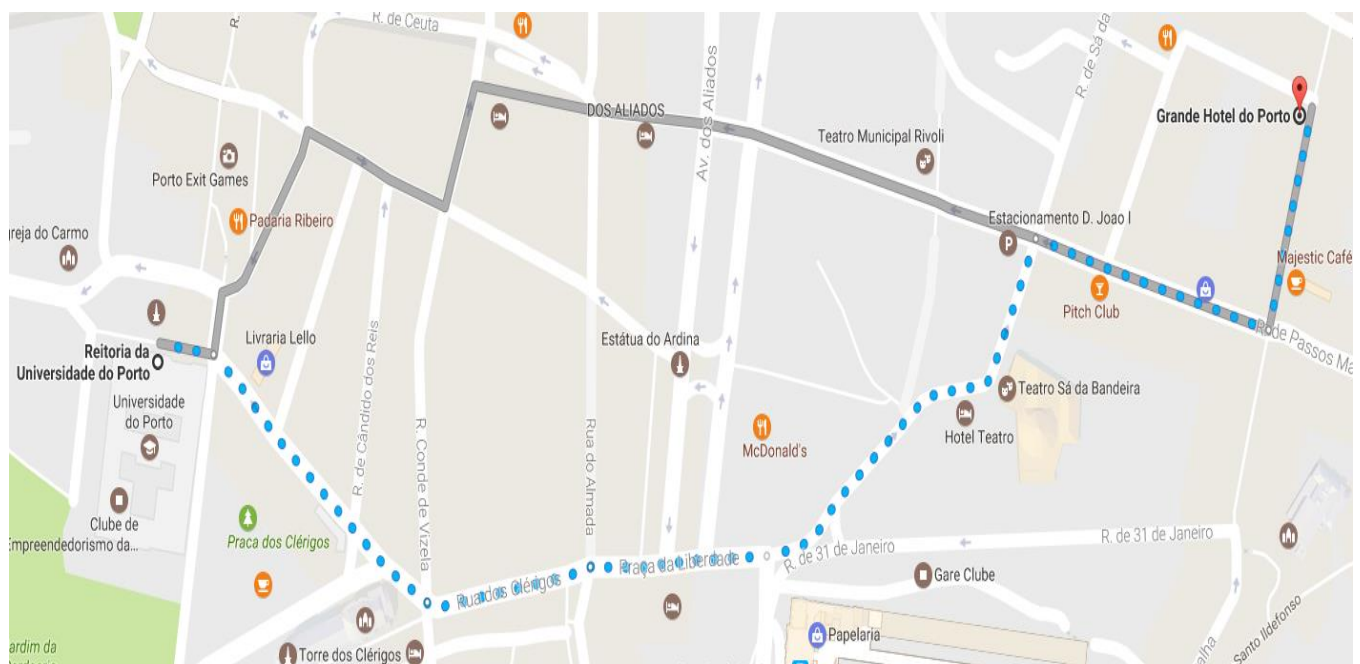 R. de Ceuta
R. de Sá da
DOS ALIADOS
Av. dos Aliados
Grande Hotel do Porto
Teatro Municipal Rivoli
Porto Exit Games
Padaria Ribeiro
greja do Carmo
Estacionamento D. Joao I
Majestic Café
Pitch Club
R. de Passos Ma
Livraria Lello
Reitoria da
Universidade do Porto
Estátua do Ardina
R. de Cândido dos Reis
Teatro Sá da Bandeira
Universidade
do Porto
R. Conde de Vizela
Rua do Almada
McDonald's
Hotel Teatro
Clube de
Empreendedorismo da...
Praca dos Clérigos
R. de 31 de Janeiro
R. de 31 de Janeiro
Praça da Liberdade
Rua dos Clérigos
Gare Clube
Papelaria
Torre dos Clérigos
Santo Ildefonso
alha
ardim da